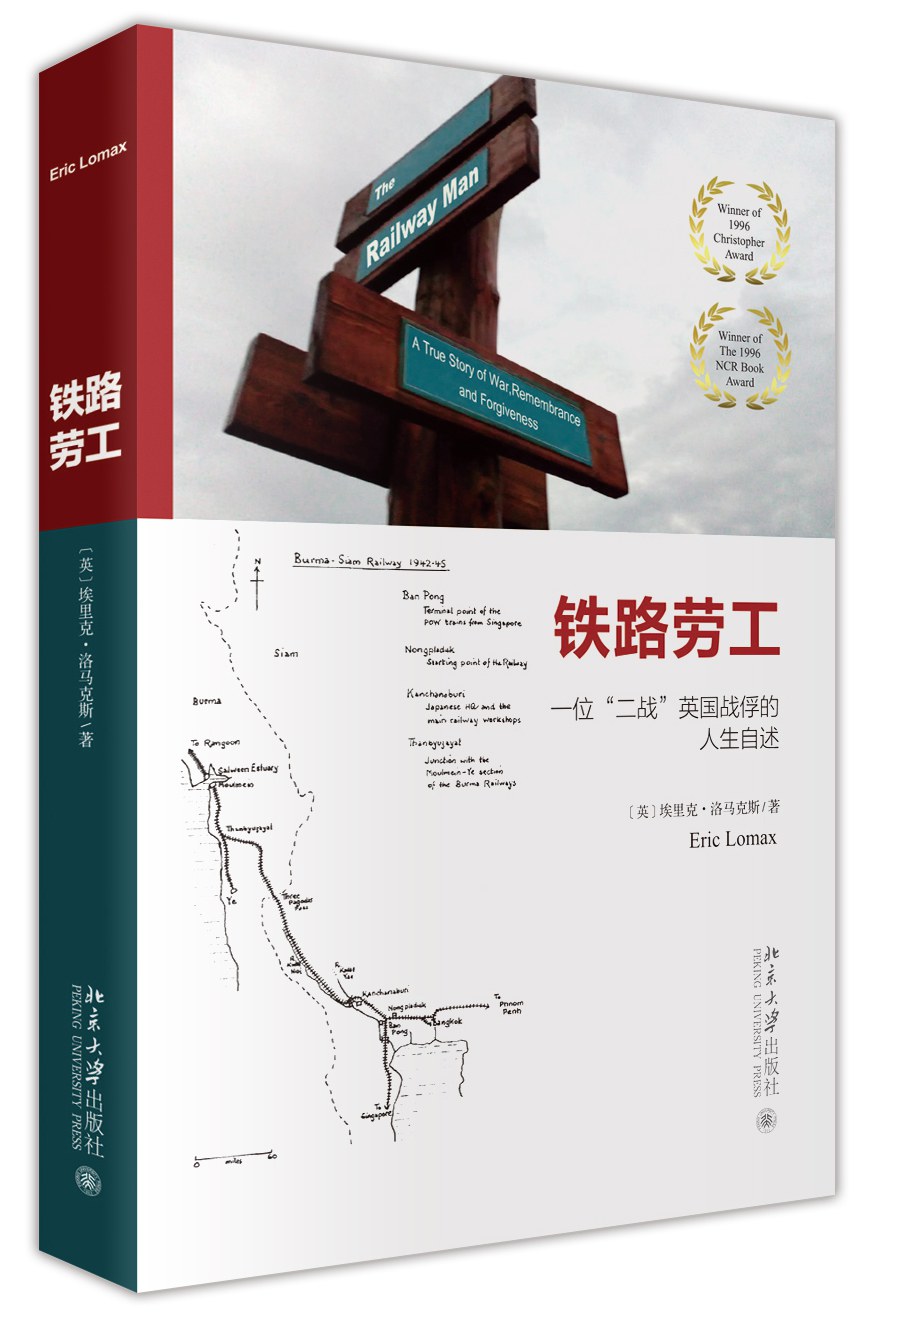 Eric Lomax
铁路
劳工
〔英〕埃里克·洛马克斯/著
北京大学出版社
PEKING UNIVERSITY PRESS
The
Railway Man
A True Story of War,Remembrance
and Forgiveness
Winner of
1996
Christopher
Award
Winner of
The 1996
NCR Book
Award
Burma-Siam Railway 1942-45
N
Ban Pong
Terminal point of the
POW trains from Singapore
Nongpladuk
Starting point of the Railway
Kanchanaburi
Japanese HQ and the
main railway workshops
Thanbyuzayat
Junction with the
Moulmein-Ye section
of the Burma Railways
Siam
Burma
To Rangoon
Salween Estuary
Moulmein
Thanbyuzayat
Ye
Three
Pagodas
Pass
R.
Kwai
Noi
R.
Kwai
Yai
Kanchanaburi
Nongpladuk
Ban
Pong
Bangkok
To
Phnom
Penh
To
Singapore
0 miles 60
铁路劳工
一位“二战”英国战俘的
人生自述
〔英〕埃里克·洛马克斯/著
Eric Lomax
北京大学出版社
PEKING UNIVERSITY PRESS